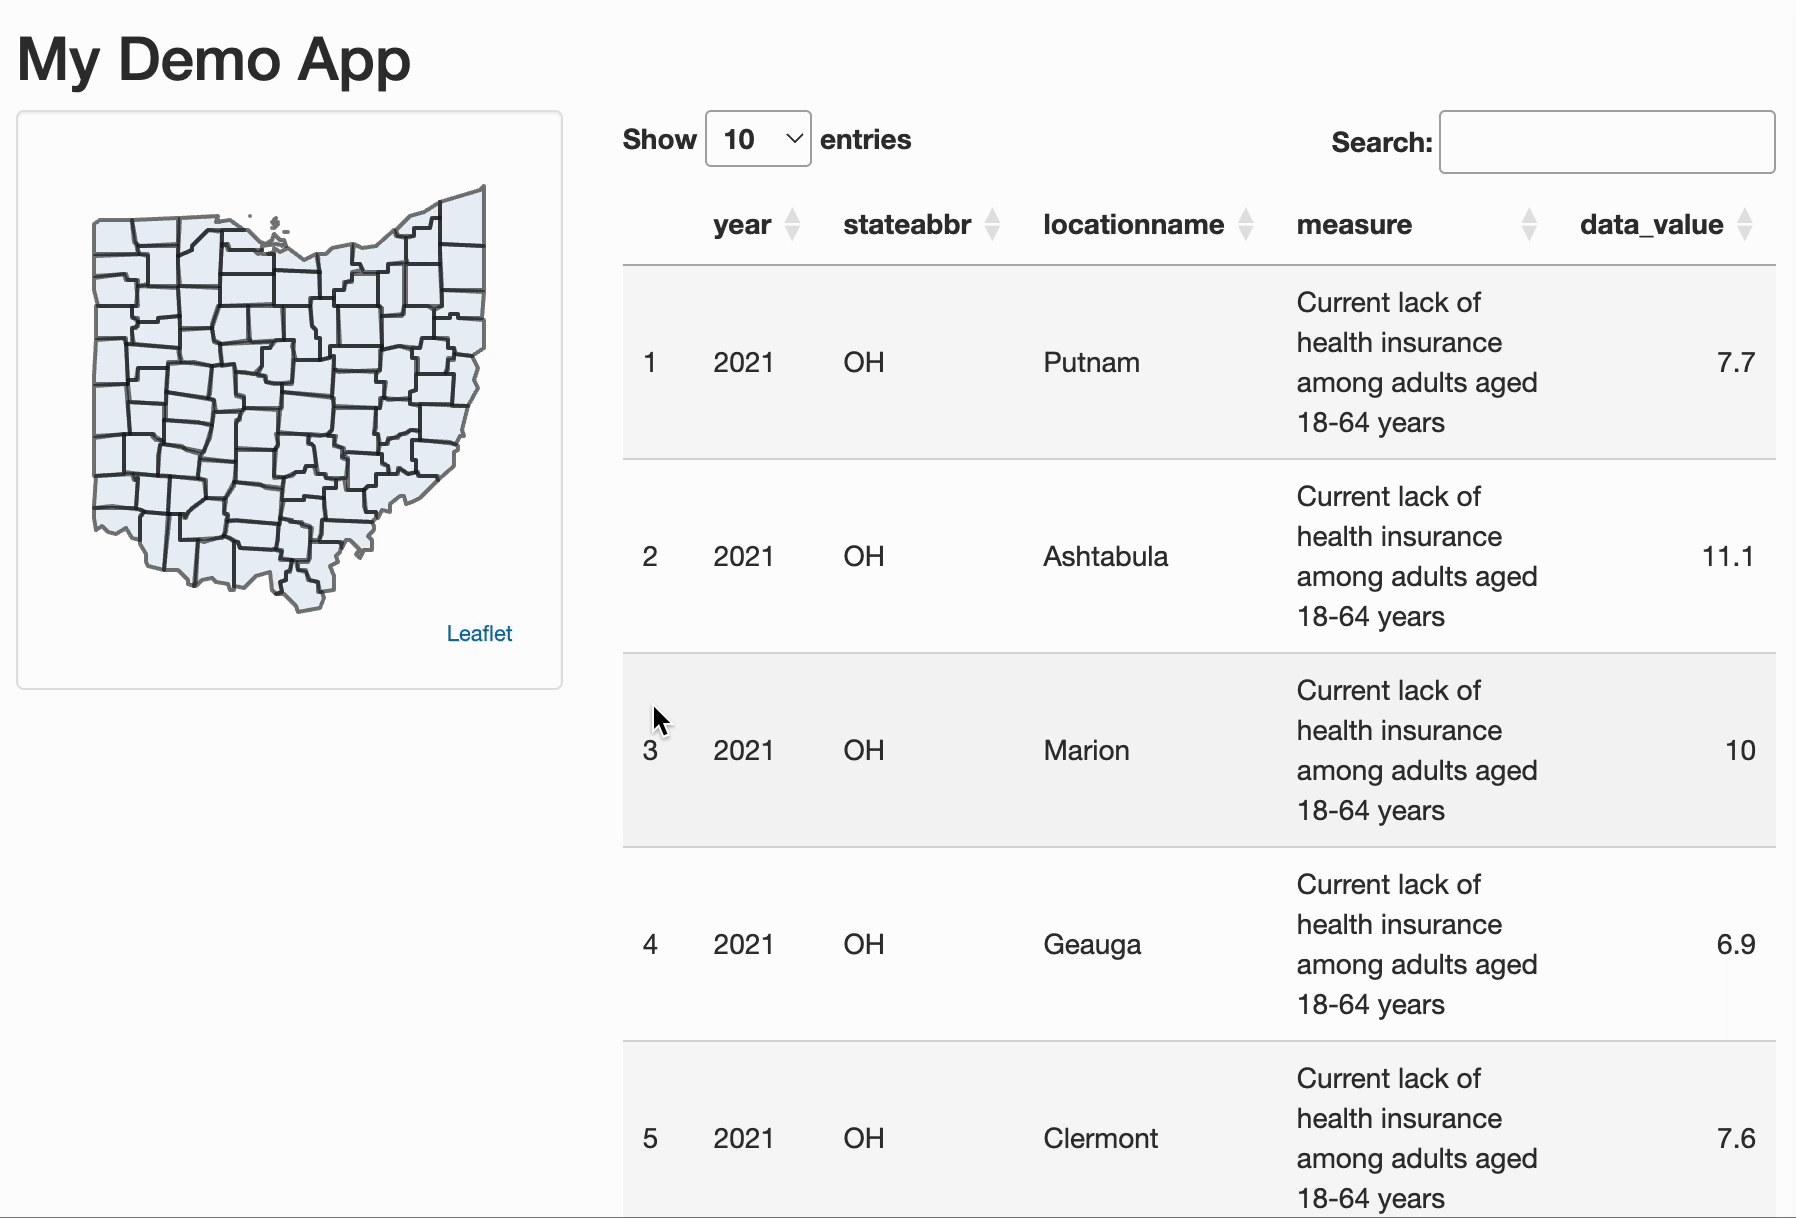 My Demo App
Leaflet
Show 10 entries
Search:
year stateabbr locationname measure data_value
1 2021 OH Putnam Current lack of
health insurance
among adults aged
18-64 years 7.7
2 2021 OH Ashtabula Current lack of
health insurance
among adults aged
18-64 years 11.1
3 2021 OH Marion Current lack of
health insurance
among adults aged
18-64 years 10
4 2021 OH Geauga Current lack of
health insurance
among adults aged
18-64 years 6.9
5 2021 OH Clermont Current lack of
health insurance
among adults aged
18-64 years 7.6